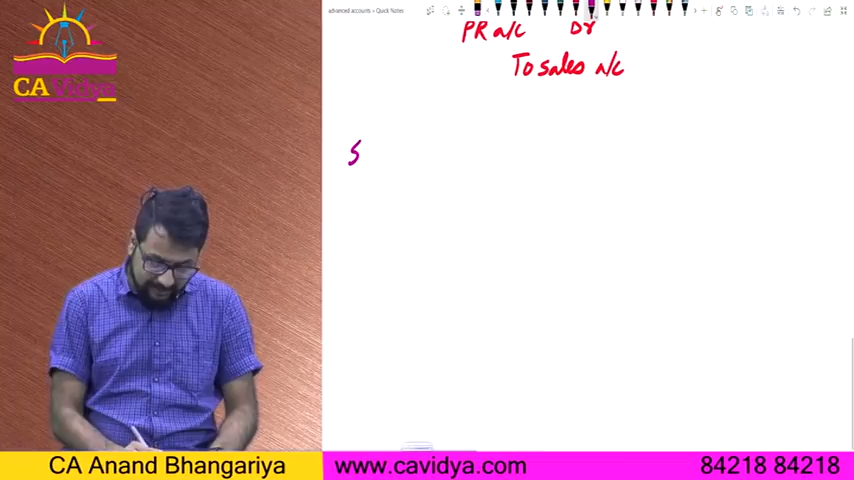 advanced accounts » Quick Notes
PR a/c Dr
To sales a/c
S
CA Vidya
CA Anand Bhangariya
www.cavidya.com
84218 84218